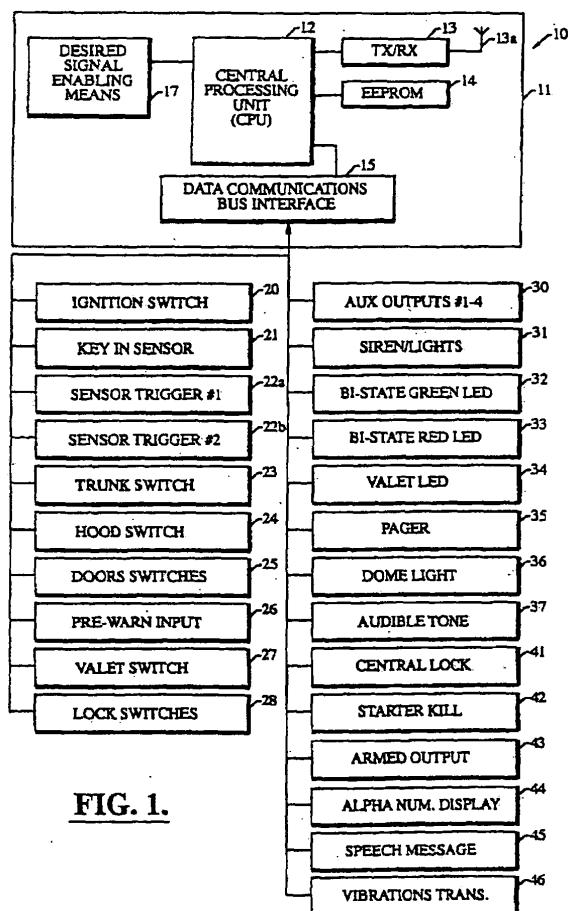 12
13
13a
10
DESIRED
SIGNAL
ENABLING
MEANS
17
CENTRAL
PROCESSING
UNIT
(CPU)
TX/RX
EEPROM
14
11
15
DATA COMMUNICATIONS
BUS INTERFACE
IGNITION SWITCH
20
KEY IN SENSOR
21
SENSOR TRIGGER #1
22a
SENSOR TRIGGER #2
22b
TRUNK SWITCH
23
HOOD SWITCH
24
DOORS SWITCHES
25
PRE-WARN INPUT
26
VALET SWITCH
27
LOCK SWITCHES
28
AUX OUTPUTS #1-4
30
SIREN/LIGHTS
31
BI-STATE GREEN LED
32
BI-STATE RED LED
33
VALET LED
34
PAGER
35
DOME LIGHT
36
AUDIBLE TONE
37
CENTRAL LOCK
41
STARTER KILL
42
ARMED OUTPUT
43
ALPHA NUM. DISPLAY
44
SPEECH MESSAGE
45
VIBRATIONS TRANS.
46
FIG. 1.